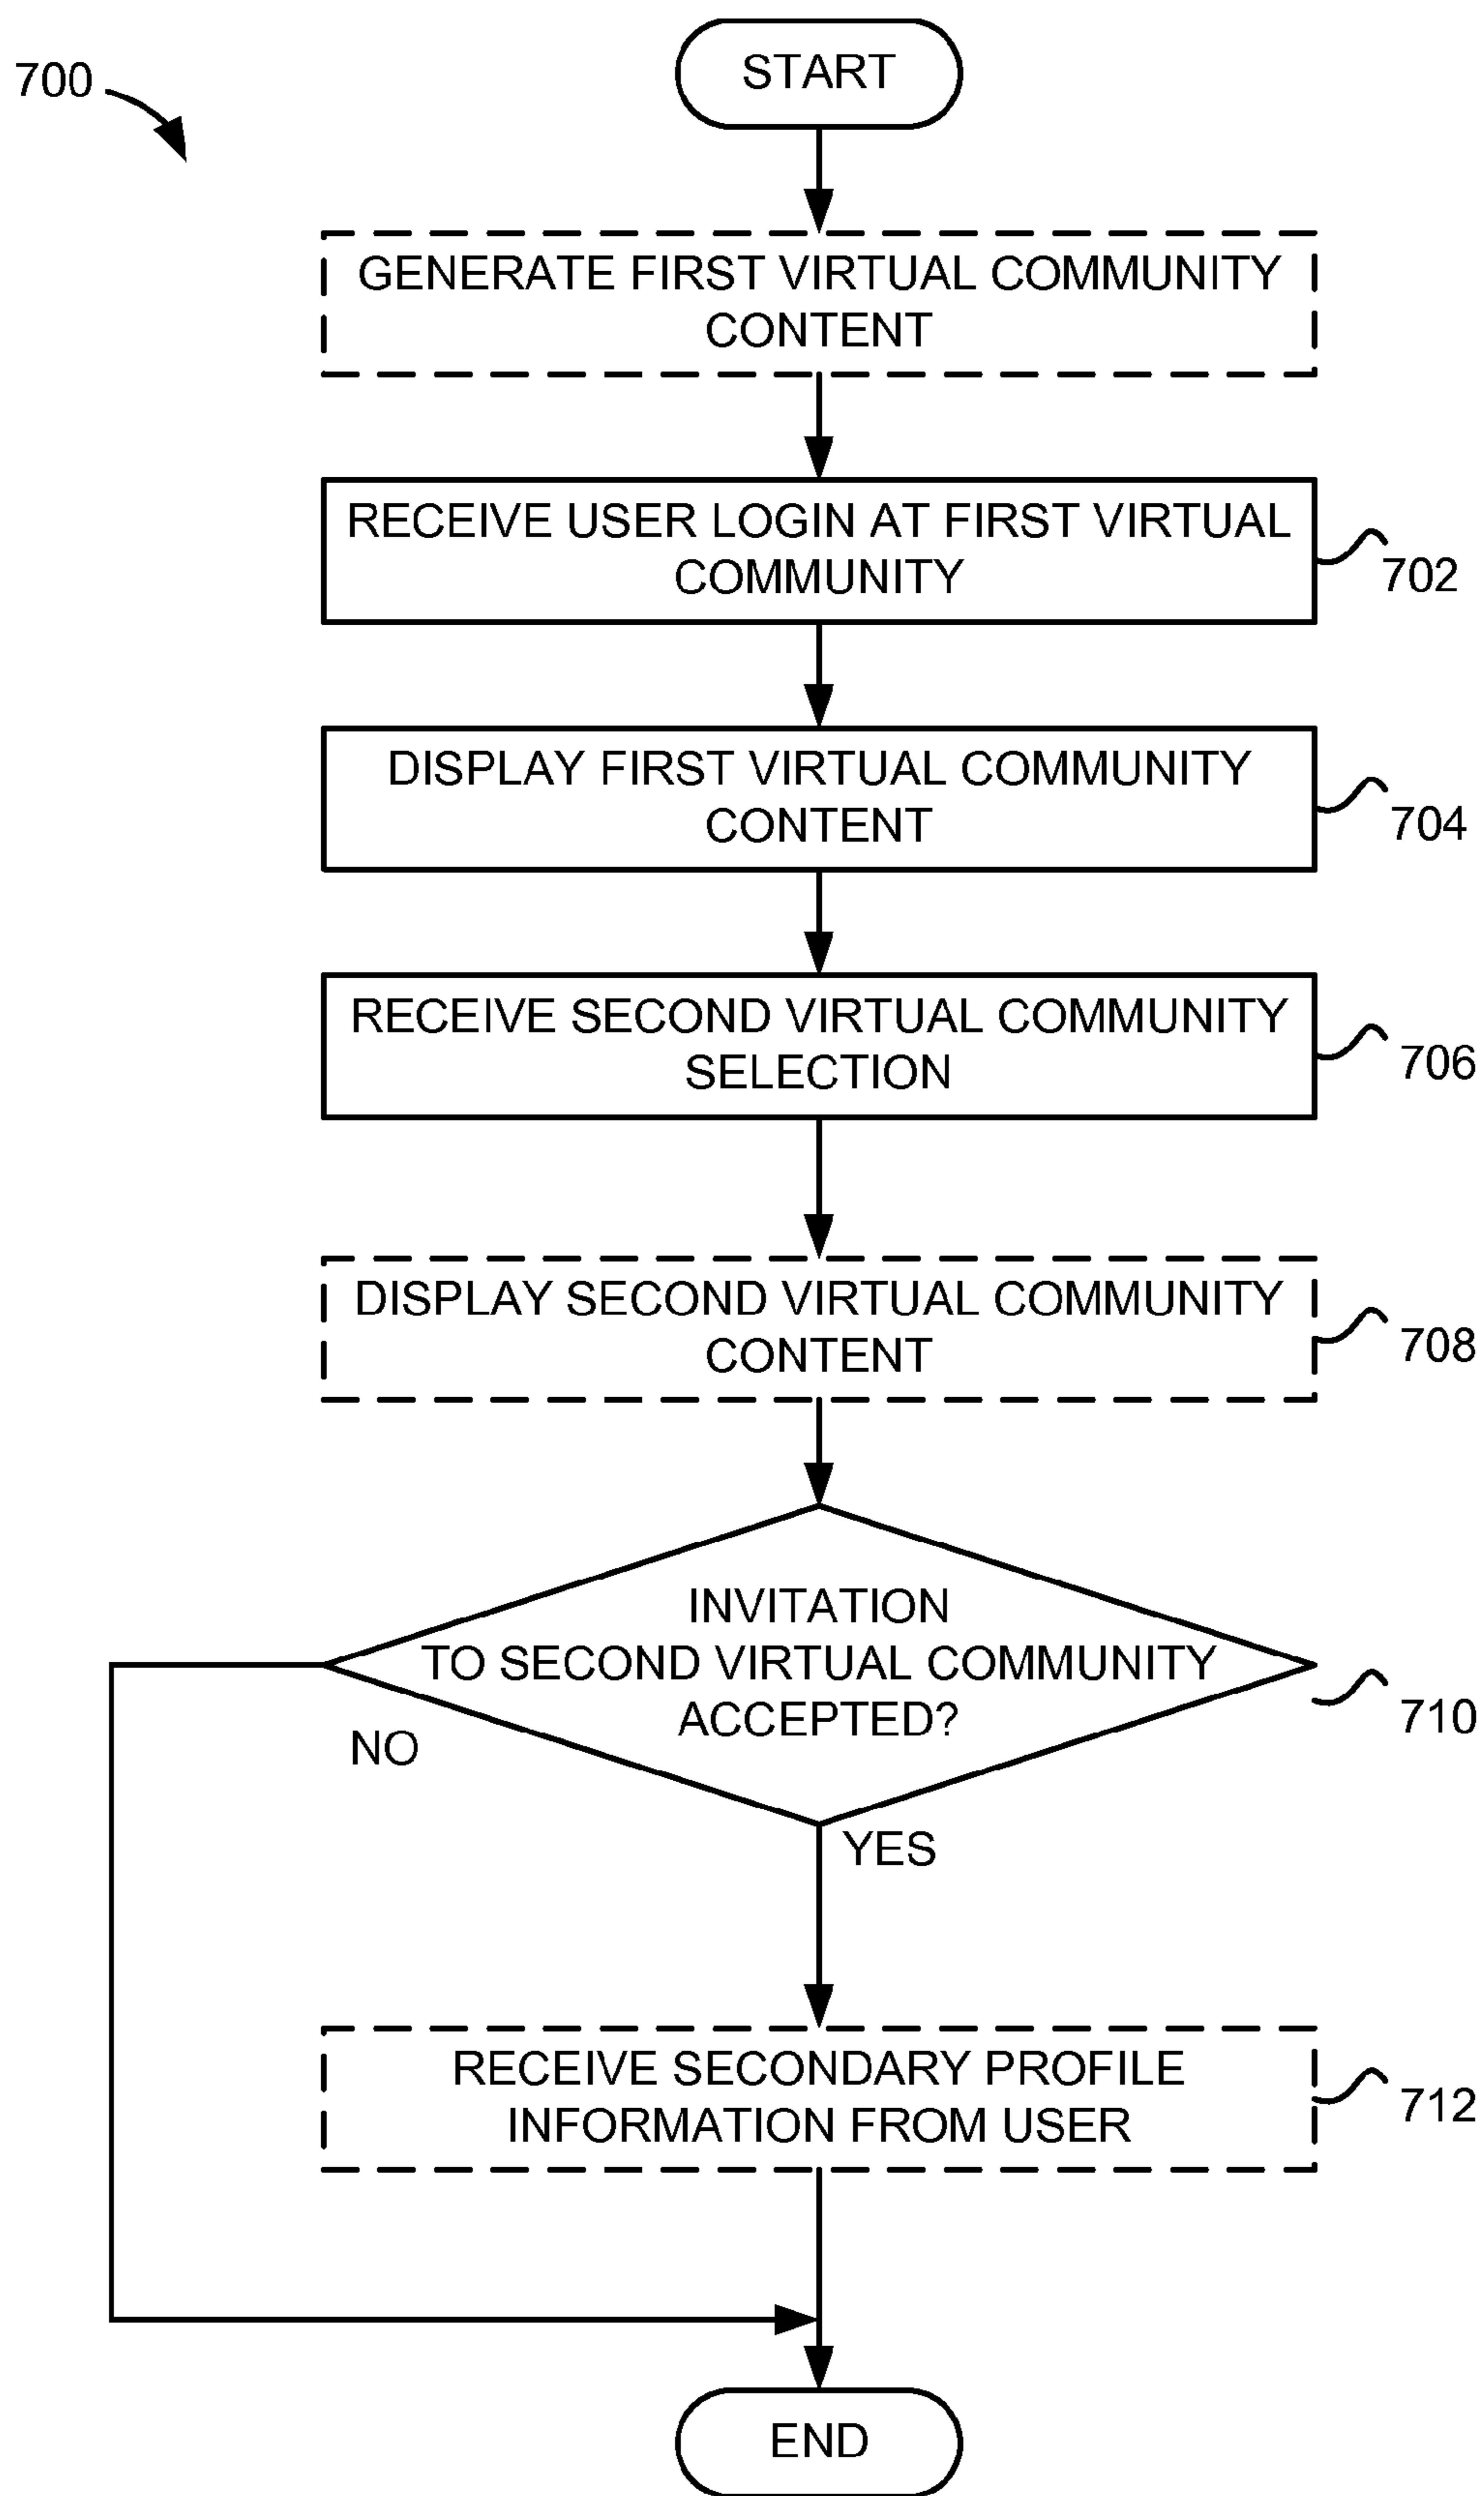 700
START
GENERATE FIRST VIRTUAL COMMUNITY
CONTENT
RECEIVE USER LOGIN AT FIRST VIRTUAL
COMMUNITY
702
DISPLAY FIRST VIRTUAL COMMUNITY
CONTENT
704
RECEIVE SECOND VIRTUAL COMMUNITY
SELECTION
706
DISPLAY SECOND VIRTUAL COMMUNITY
CONTENT
708
INVITATION
TO SECOND VIRTUAL COMMUNITY
ACCEPTED?
710
NO
YES
RECEIVE SECONDARY PROFILE
INFORMATION FROM USER
712
END